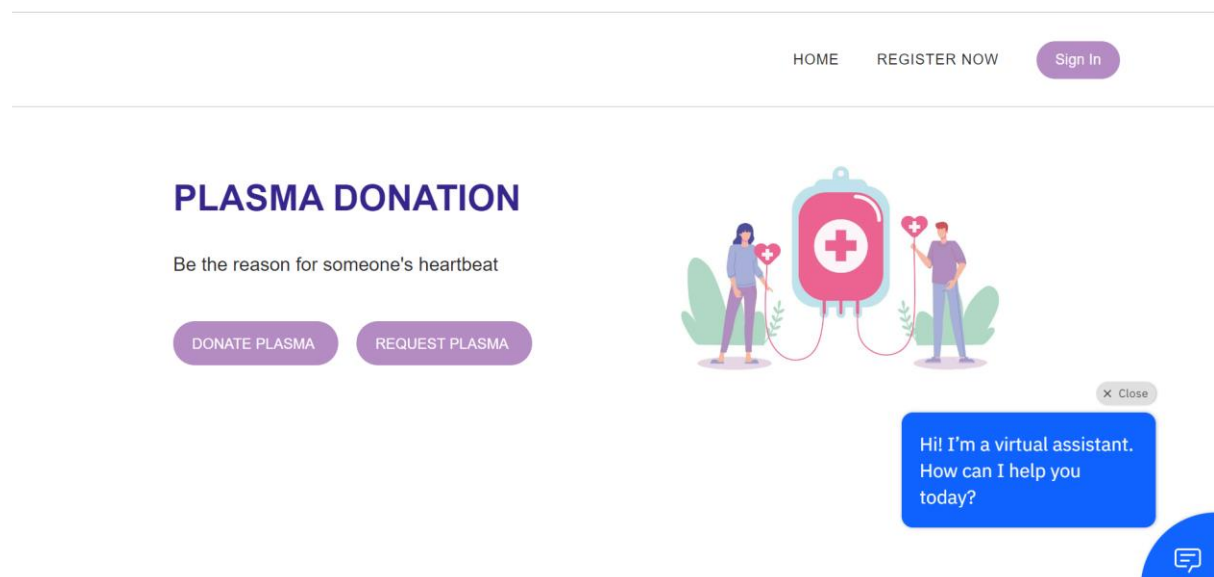 HOME REGISTER NOW Sign In
PLASMA DONATION
Be the reason for someone's heartbeat
DONATE PLASMA REQUEST PLASMA
× Close
Hi! I'm a virtual assistant.
How can I help you
today?